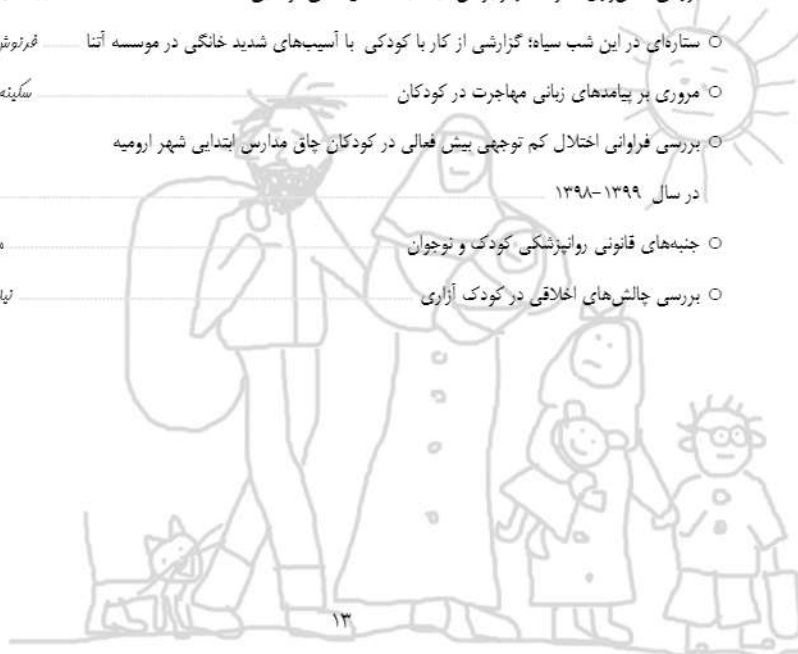 ○ ستاره‌ای در این شب سیاه؛ گزارشی از کار با کودکی با آسیب‌های شدید خانگی در موسسه آتنا
○ مروری بر پیامدهای زبانی مهاجرت در کودکان سکینه
○ بررسی فراوانی اختلال کم توجهی بیش فعالی در کودکان چاق مدارس ابتدایی شهر ارومیه
در سال ۱۳۹۹-۱۳۹۸
○ جنبه‌های قانونی روانپزشکی کودک و نوجوان
○ بررسی چالش‌های اخلاقی در کودک آزاری
۱۳